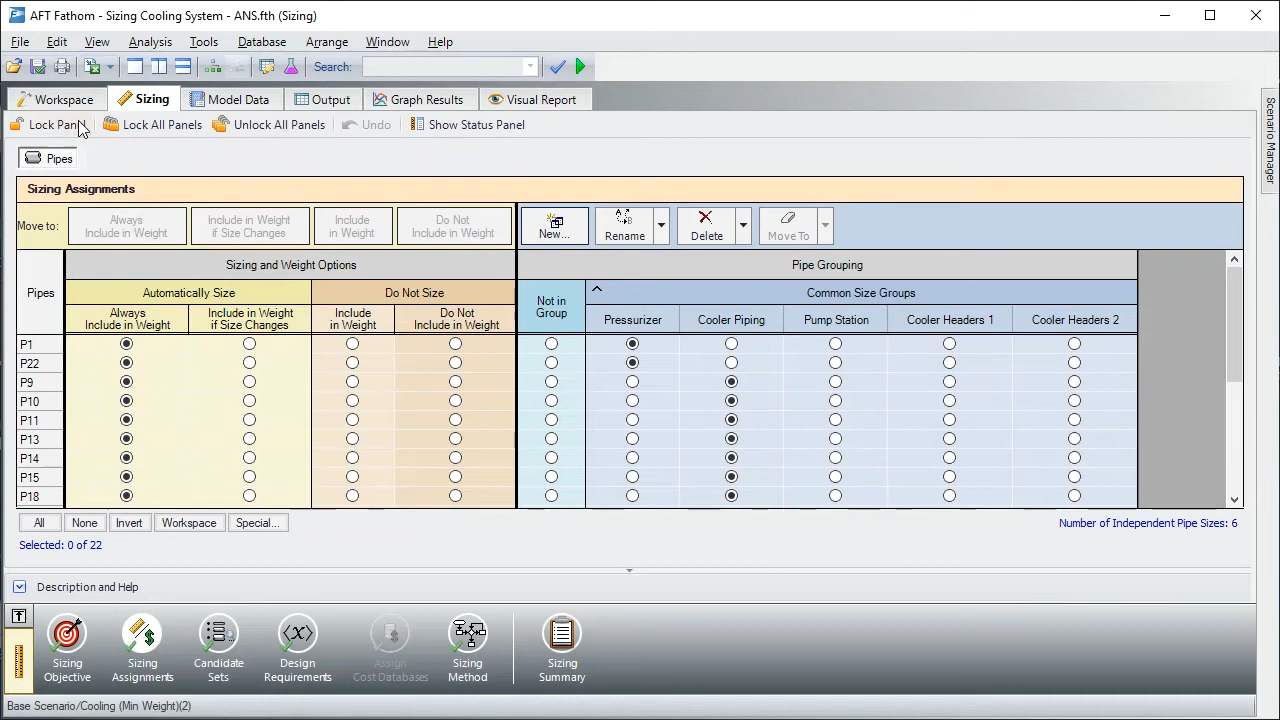 AFT Fathom - Sizing Cooling System - ANS.fth (Sizing)
File Edit View Analysis Tools Database Arrange Window Help
Search:
Workspace Sizing Model Data Output Graph Results Visual Report
Lock Panel Lock All Panels Unlock All Panels Undo Show Status Panel
Scenario Manager
Pipes
Sizing Assignments
Move to:
Always
Include in Weight
Include in Weight
if Size Changes
Include
in Weight
Do Not
Include in Weight
New...
Rename
Delete
Move To
Pipes
Sizing and Weight Options
Pipe Grouping
Automatically Size
Do Not Size
Not in
Group
Common Size Groups
Always
Include in Weight
Include in Weight
if Size Changes
Include
in Weight
Do Not
Include in Weight
Pressurizer Cooler Piping Pump Station Cooler Headers 1 Cooler Headers 2
P1
P22
P9
P10
P11
P13
P14
P15
P18
All None Invert Workspace Special...
Number of Independent Pipe Sizes: 6
Selected: 0 of 22
Description and Help
Sizing
Objective
Sizing
Assignments
Candidate
Sets
Design
Requirements
Assign
Cost Databases
Sizing
Method
Sizing
Summary
Base Scenario/Cooling (Min Weight)(2)